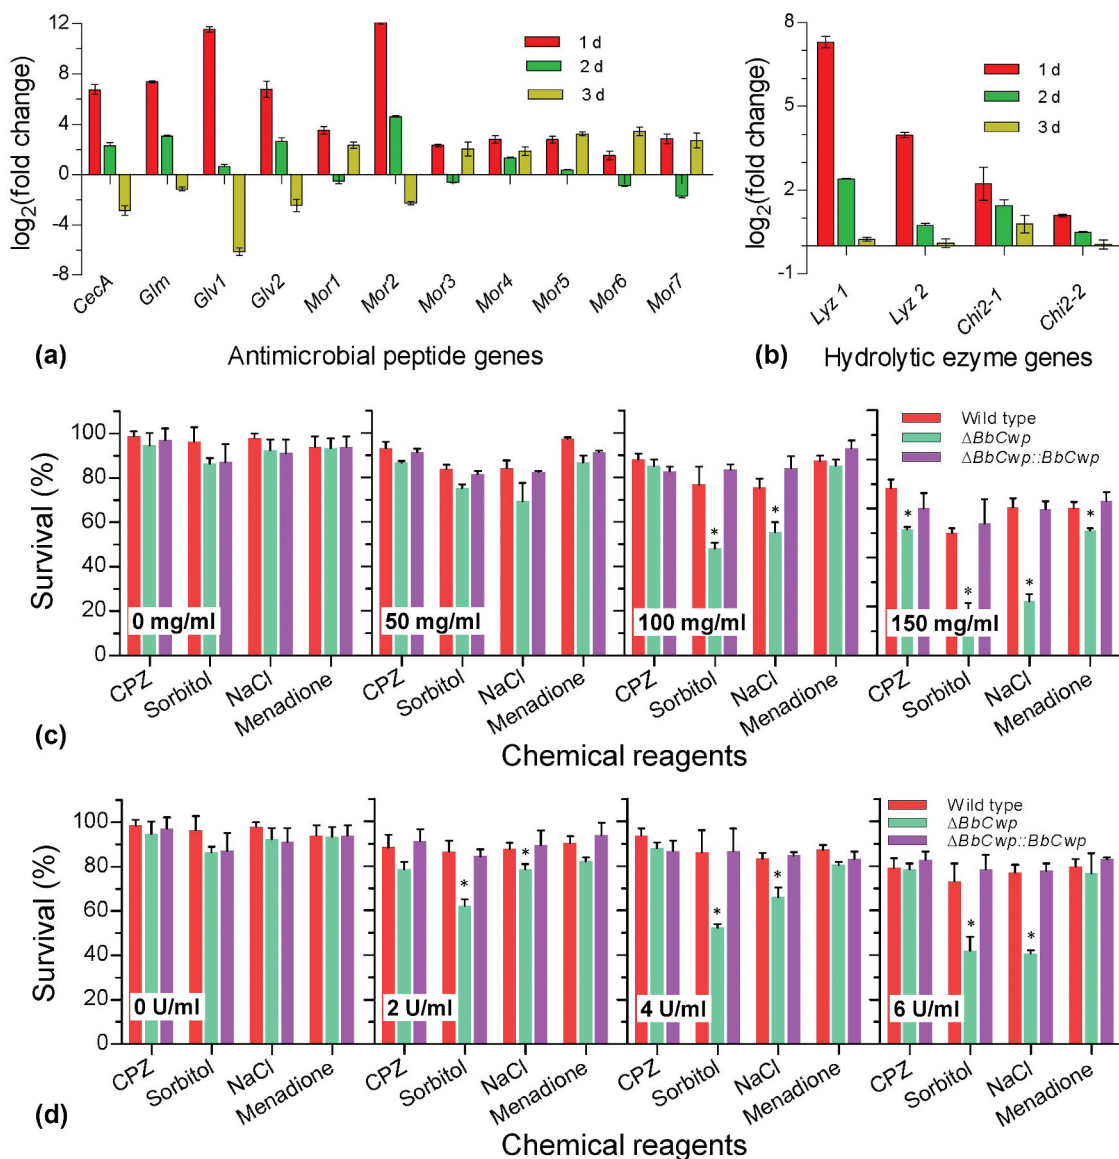 log2(fold change)
12
8
4
0
-4
-8
1 d
2 d
3 d
CecA
Glm
Glv1
Glv2
Mor1
Mor2
Mor3
Mor4
Mor5
Mor6
Mor7
(a)
Antimicrobial peptide genes
log2(fold change)
8
5
2
-1
1 d
2 d
3 d
Lyz 1
Lyz 2
Chi2-1
Chi2-2
(b)
Hydrolytic ezyme genes
Survival (%)
100
80
60
40
20
0
Wild type
ΔBbCwp
ΔBbCwp::BbCwp
* * * * * *
0 mg/ml
50 mg/ml
100 mg/ml
150 mg/ml
CPZ
Sorbitol
NaCl
Menadione
CPZ
Sorbitol
NaCl
Menadione
CPZ
Sorbitol
NaCl
Menadione
CPZ
Sorbitol
NaCl
Menadione
(c)
Chemical reagents
Survival (%)
100
80
60
40
20
0
Wild type
ΔBbCwp
ΔBbCwp::BbCwp
* * * * * *
0 U/ml
2 U/ml
4 U/ml
6 U/ml
CPZ
Sorbitol
NaCl
Menadione
CPZ
Sorbitol
NaCl
Menadione
CPZ
Sorbitol
NaCl
Menadione
CPZ
Sorbitol
NaCl
Menadione
(d)
Chemical reagents